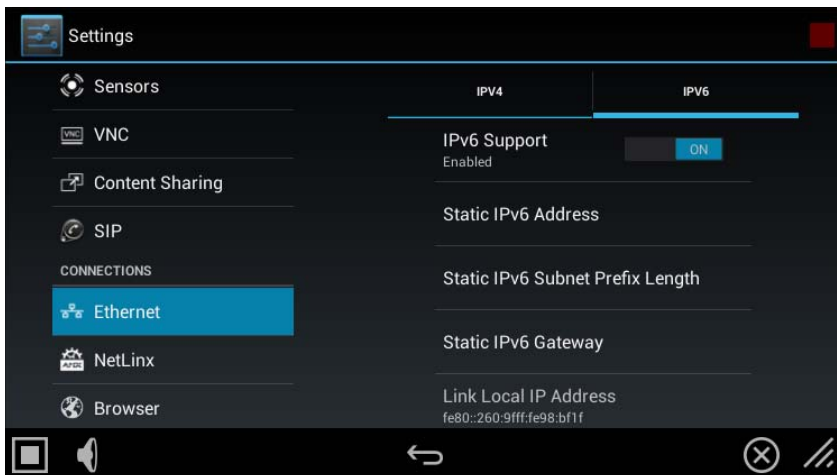 Settings
Sensors
VNC
VNC
Content Sharing
SIP
CONNECTIONS
Ethernet
AMX
NetLinx
Browser
IPV4
IPV6
IPv6 Support
Enabled
ON
Static IPv6 Address
Static IPv6 Subnet Prefix Length
Static IPv6 Gateway
Link Local IP Address
fe80::260:9fff:fe98:bf1f